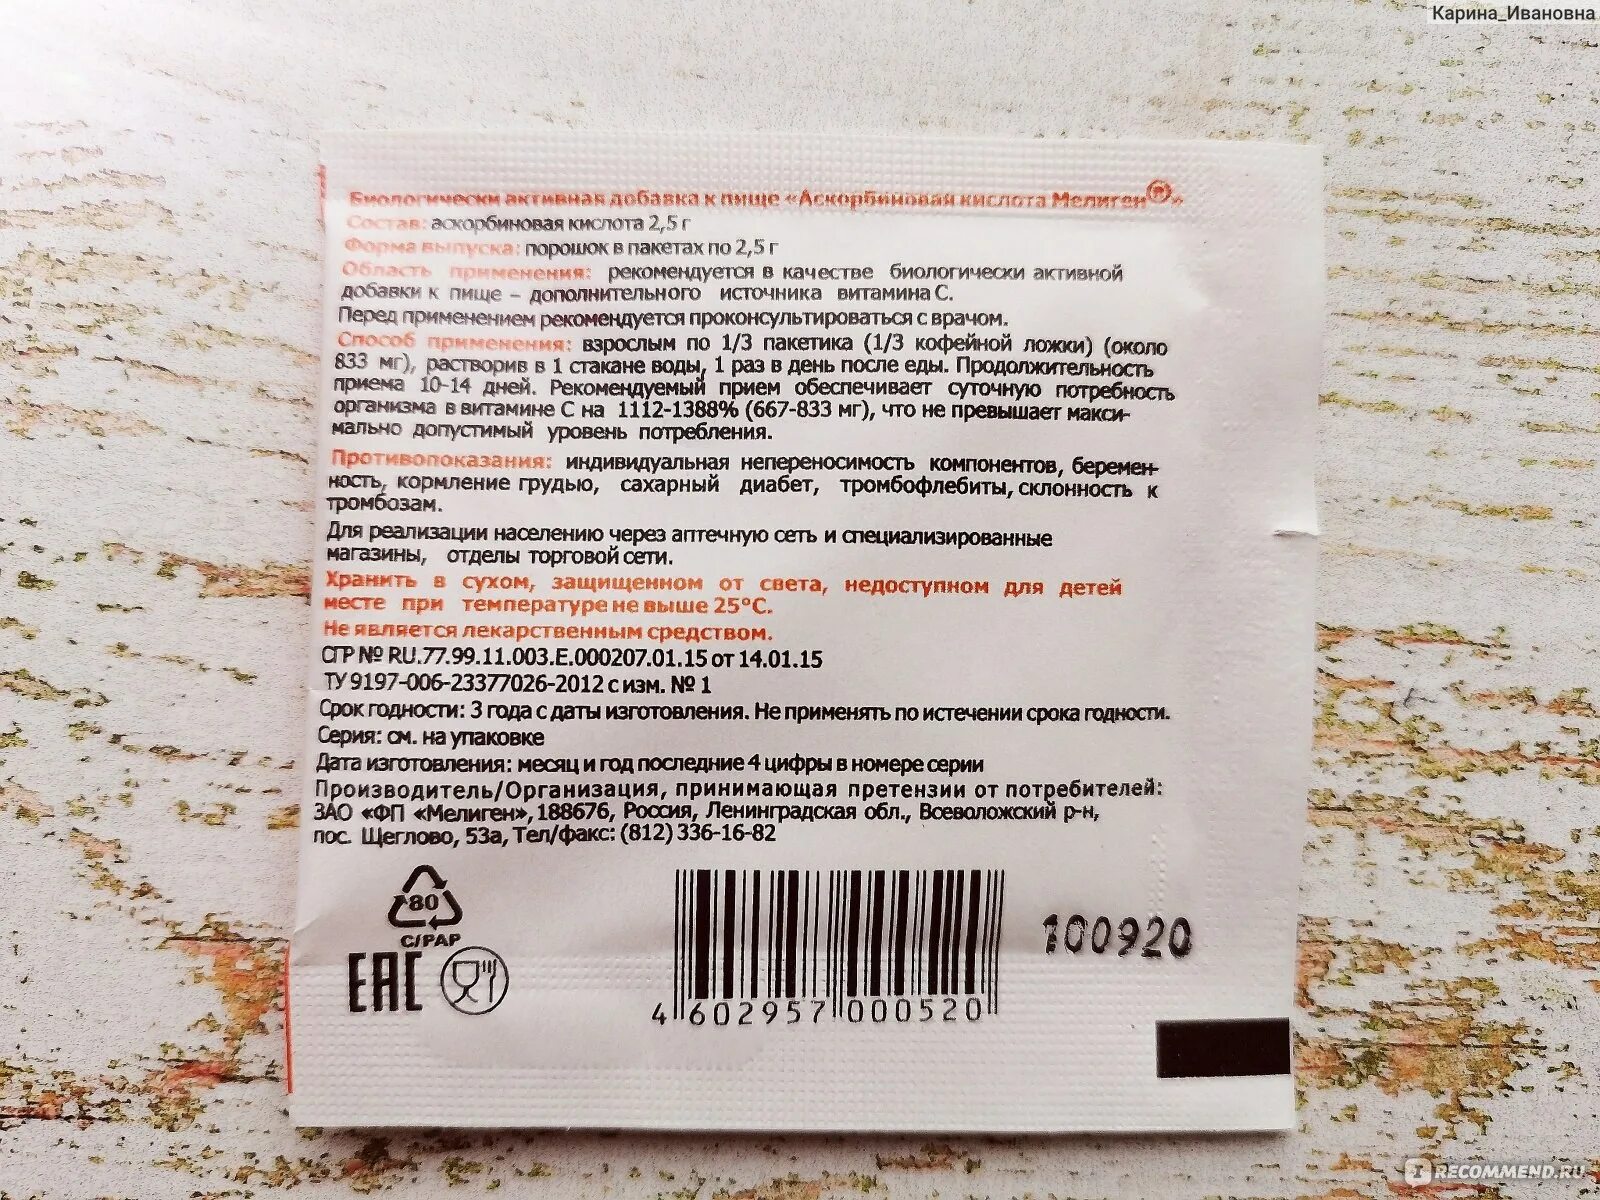 Карина_Ивановна
Биологически активная добавка к пище «Аскорбиновая кислота Мелиген®»
Состав: аскорбиновая кислота 2,5 г
Форма выпуска: порошок в пакетах по 2,5 г
Область применения: рекомендуется в качестве биологически активной
добавки к пище – дополнительного источника витамина С.
Перед применением рекомендуется проконсультироваться с врачом.
Способ применения: взрослым по 1/3 пакетика (1/3 кофейной ложки) (около
833 мг), растворив в 1 стакане воды, 1 раз в день после еды. Продолжительность
приема 10-14 дней. Рекомендуемый прием обеспечивает суточную потребность
организма в витамине С на 1112-1388% (667-833 мг), что не превышает макси-
мально допустимый уровень потребления.
Противопоказания: индивидуальная непереносимость компонентов, беремен-
ность, кормление грудью, сахарный диабет, тромбофлебиты, склонность к
тромбозам.
Для реализации населению через аптечную сеть и специализированные
магазины, отделы торговой сети.
Хранить в сухом, защищенном от света, недоступном для детей
месте при температуре не выше 25°С.
Не является лекарственным средством.
СГР № RU.77.99.11.003.Е.000207.01.15 от 14.01.15
ТУ 9197-006-23377026-2012 с изм. № 1
Срок годности: 3 года с даты изготовления. Не применять по истечении срока годности.
Серия: см. на упаковке
Дата изготовления: месяц и год последние 4 цифры в номере серии
Производитель/Организация, принимающая претензии от потребителей:
ЗАО «ФП «Мелиген», 188676, Россия, Ленинградская обл., Всеволожский р-н,
пос. Щеглово, 53а, Тел/факс: (812) 336-16-82
80
C/PAP
EAC
4 602957 000520
100920
RECOMMEND.RU